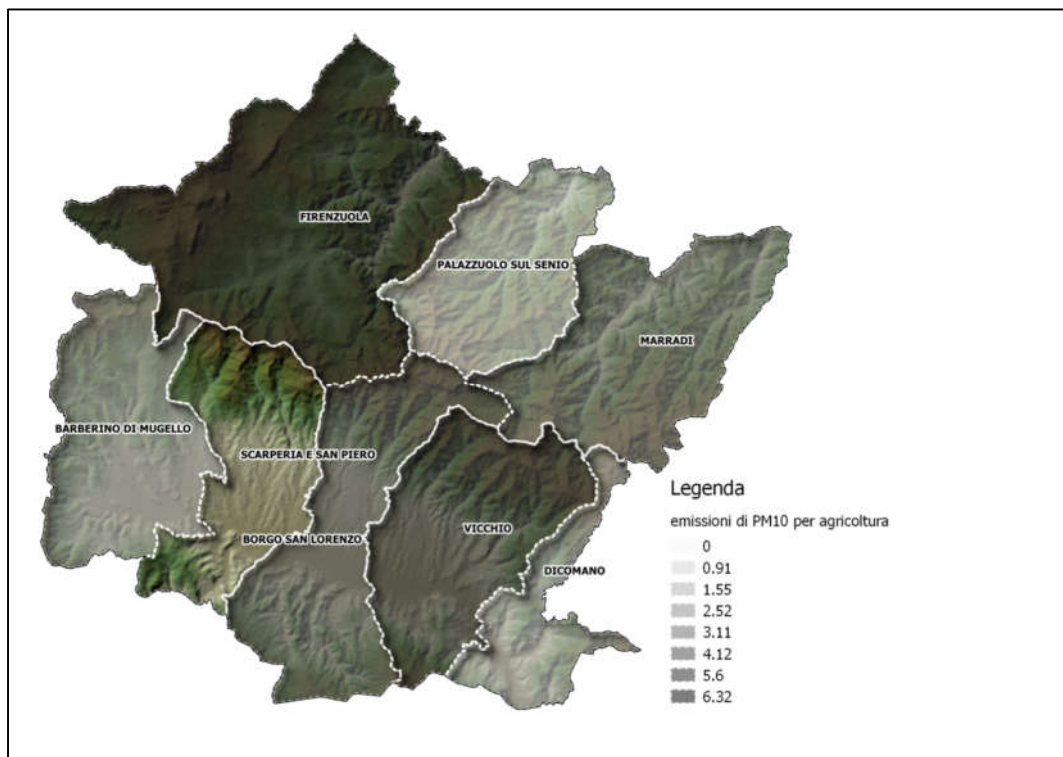 FIRENZUOLA
PALAZZUOLO SUL SENIO
MARRADI
BARBERINO DI MUGELLO
SCARPERIA E SAN PIERO
VICCHIO
BORGO SAN LORENZO
DICOMANO
Legenda
emissioni di PM10 per agricoltura
0
0.91
1.55
2.52
3.11
4.12
5.6
6.32